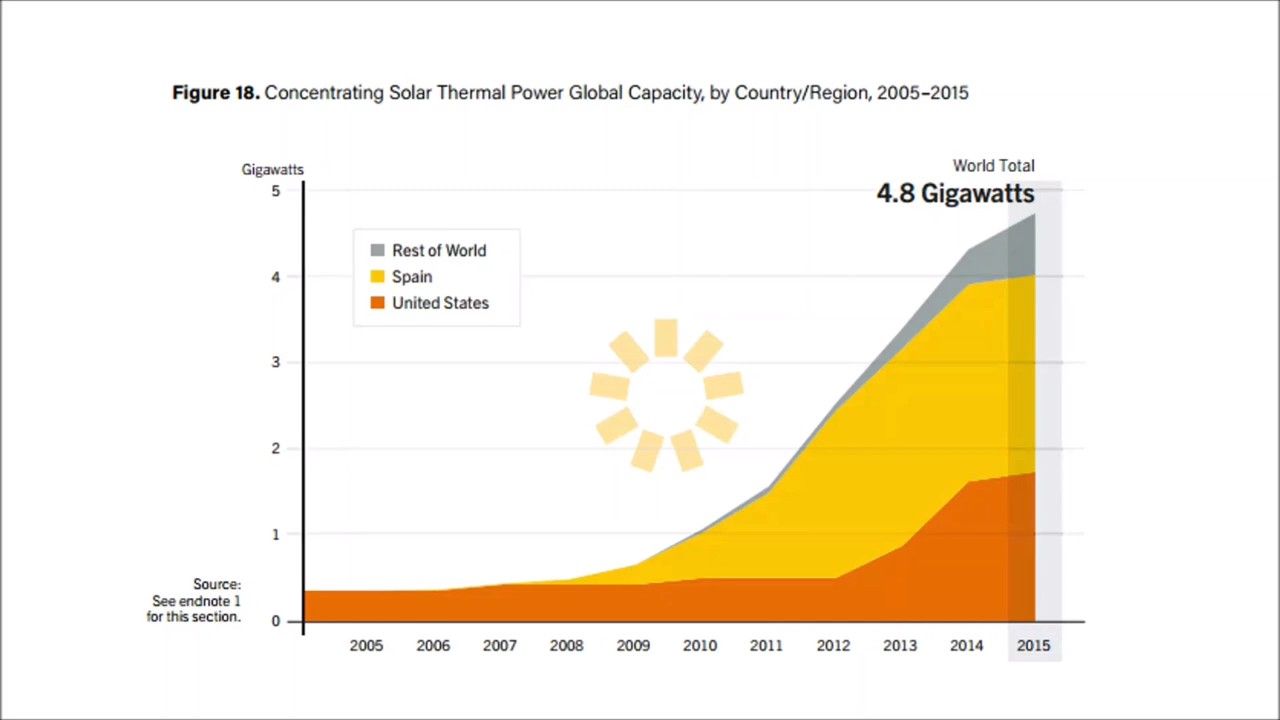 Figure 18. Concentrating Solar Thermal Power Global Capacity, by Country/Region, 2005–2015
Gigawatts
World Total
4.8 Gigawatts
5
Rest of World
4
Spain
United States
3
2
1
Source:
See endnote 1
for this section.
0
2005 2006 2007 2008 2009 2010 2011 2012 2013 2014 2015